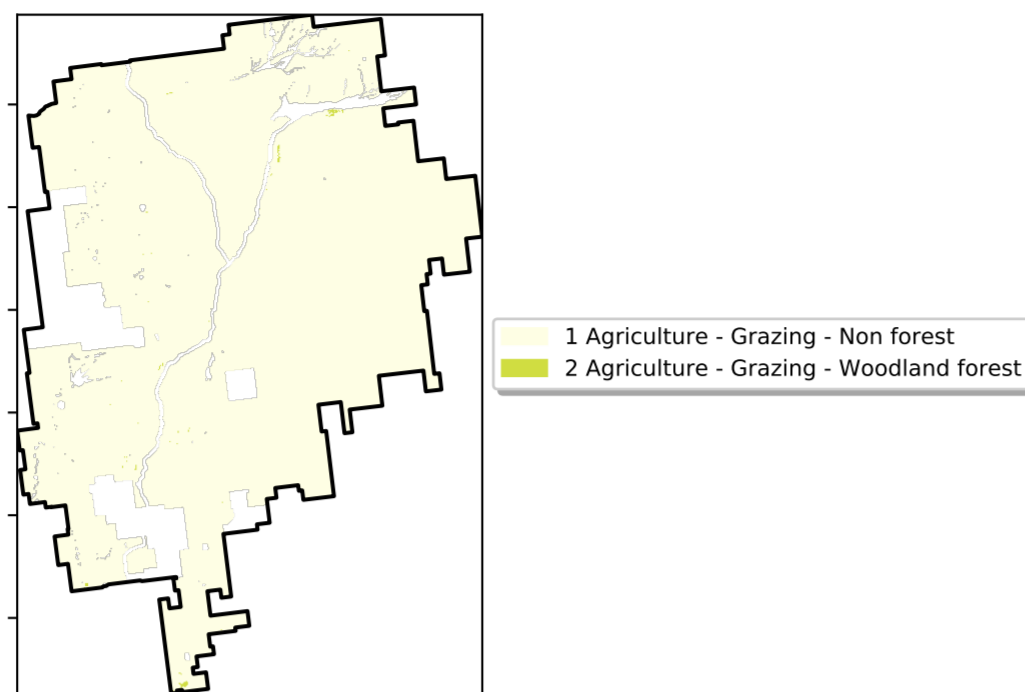 1 Agriculture - Grazing - Non forest
2 Agriculture - Grazing - Woodland forest